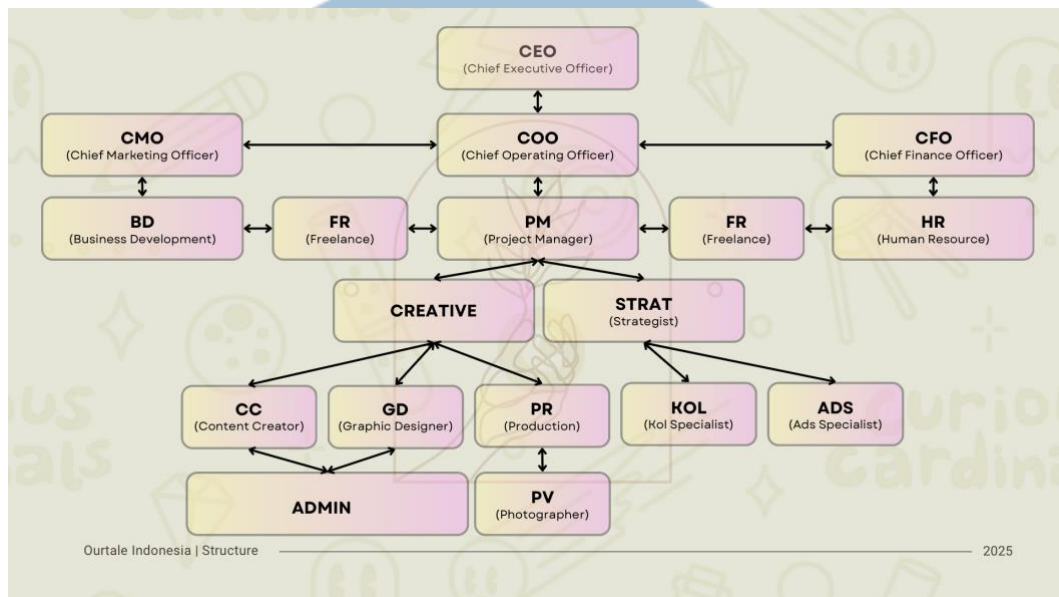 CEO
(Chief Executive Officer)
CMO
(Chief Marketing Officer)
COO
(Chief Operating Officer)
CFO
(Chief Finance Officer)
BD
(Business Development)
FR
(Freelance)
PM
(Project Manager)
FR
(Freelance)
HR
(Human Resource)
CREATIVE
STRAT
(Strategist)
CC
(Content Creator)
GD
(Graphic Designer)
PR
(Production)
KOL
(Kol Specialist)
ADS
(Ads Specialist)
ADMIN
PV
(Photographer)
Ourtale Indonesia | Structure
2025